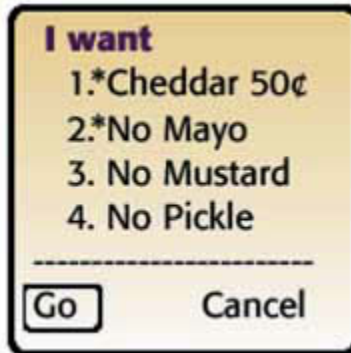 I want
1.*Cheddar 50¢
2.*No Mayo
3. No Mustard
4. No Pickle
Go Cancel